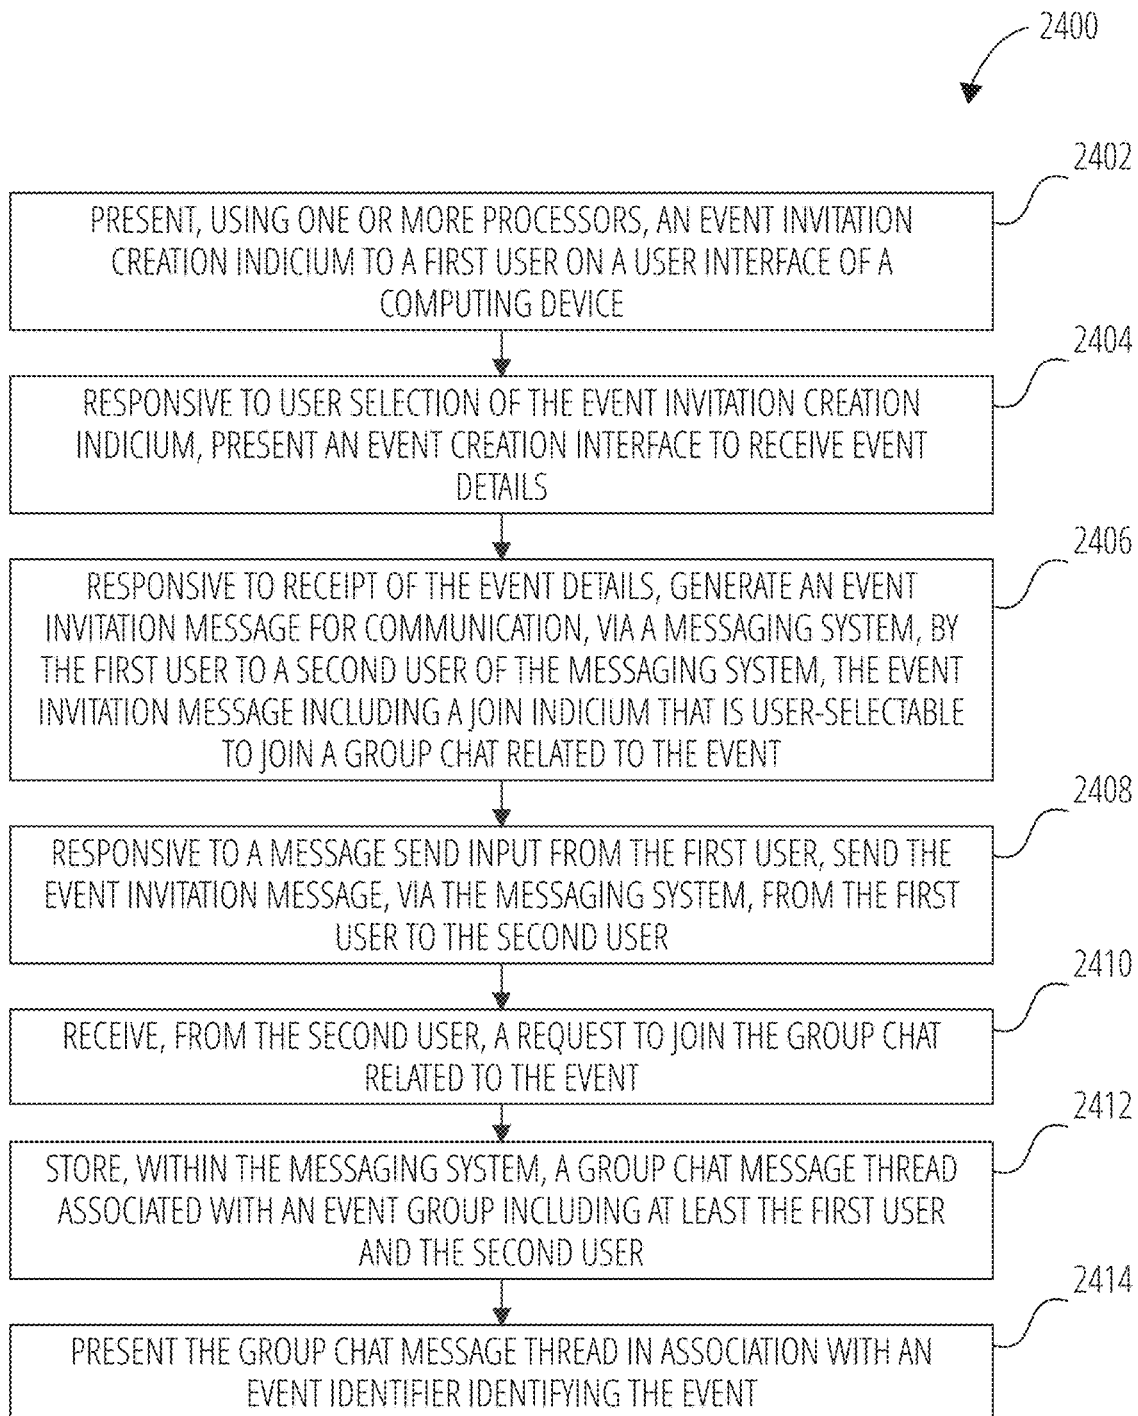 2400
2402
PRESENT, USING ONE OR MORE PROCESSORS, AN EVENT INVITATION
CREATION INDICIUM TO A FIRST USER ON A USER INTERFACE OF A
COMPUTING DEVICE
2404
RESPONSIVE TO USER SELECTION OF THE EVENT INVITATION CREATION
INDICIUM, PRESENT AN EVENT CREATION INTERFACE TO RECEIVE EVENT
DETAILS
2406
RESPONSIVE TO RECEIPT OF THE EVENT DETAILS, GENERATE AN EVENT
INVITATION MESSAGE FOR COMMUNICATION, VIA A MESSAGING SYSTEM, BY
THE FIRST USER TO A SECOND USER OF THE MESSAGING SYSTEM, THE EVENT
INVITATION MESSAGE INCLUDING A JOIN INDICIUM THAT IS USER-SELECTABLE
TO JOIN A GROUP CHAT RELATED TO THE EVENT
2408
RESPONSIVE TO A MESSAGE SEND INPUT FROM THE FIRST USER, SEND THE
EVENT INVITATION MESSAGE, VIA THE MESSAGING SYSTEM, FROM THE FIRST
USER TO THE SECOND USER
2410
RECEIVE, FROM THE SECOND USER, A REQUEST TO JOIN THE GROUP CHAT
RELATED TO THE EVENT
2412
STORE, WITHIN THE MESSAGING SYSTEM, A GROUP CHAT MESSAGE THREAD
ASSOCIATED WITH AN EVENT GROUP INCLUDING AT LEAST THE FIRST USER
AND THE SECOND USER
2414
PRESENT THE GROUP CHAT MESSAGE THREAD IN ASSOCIATION WITH AN
EVENT IDENTIFIER IDENTIFYING THE EVENT